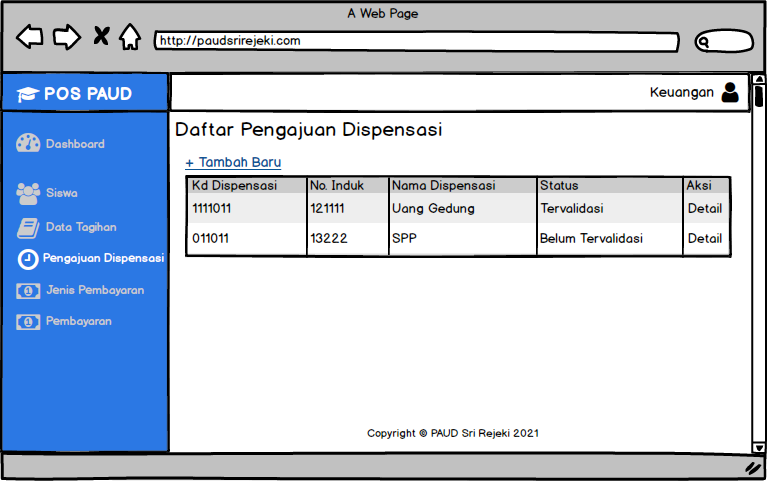 A Web Page
http://paudsrirejeki.com
POS PAUD
Keuangan
Dashboard
Siswa
Data Tagihan
Pengajuan Dispensasi
Jenis Pembayaran
Pembayaran
Daftar Pengajuan Dispensasi
+ Tambah Baru
Kd Dispensasi No. Induk Nama Dispensasi Status Aksi
1111011 121111 Uang Gedung Tervalidasi Detail
011011 13222 SPP Belum Tervalidasi Detail
Copyright © PAUD Sri Rejeki 2021